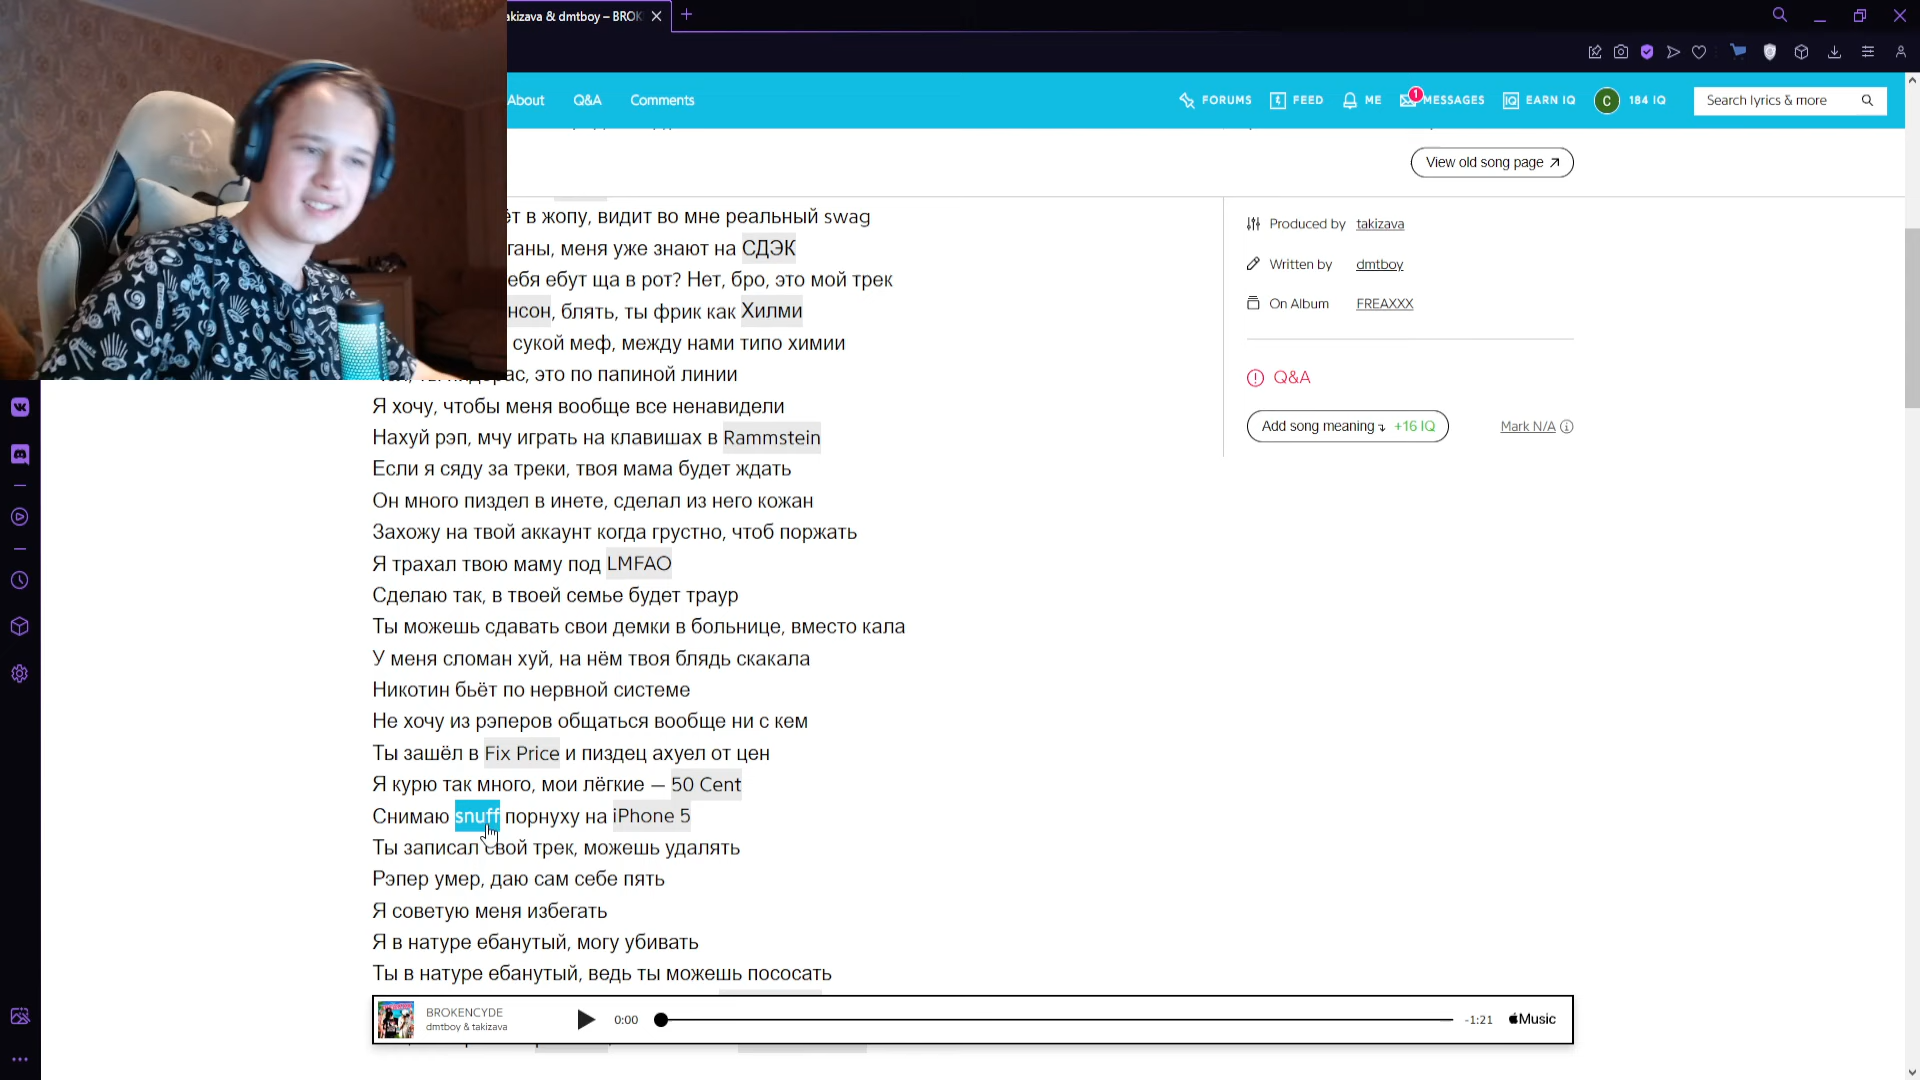 akizava & dmtboy – BROK
About Q&A Comments
FORUMS FEED ME 1 MESSAGES IQ EARN IQ C 184 IQ Search lyrics & more
View old song page
ёт в жопу, видит во мне реальный swag
ганы, меня уже знают на СДЭК
ебя ебут ща в рот? Нет, бро, это мой трек
нсон, блять, ты фрик как Хилми
сукой меф, между нами типо химии
это по папиной линии
Я хочу, чтобы меня вообще все ненавидели
Нахуй рэп, мчу играть на клавишах в Rammstein
Если я сяду за треки, твоя мама будет ждать
Он много пиздел в инете, сделал из него кожан
Захожу на твой аккаунт когда грустно, чтоб поржать
Я трахал твою маму под LMFAO
Сделаю так, в твоей семье будет траур
Ты можешь сдавать свои демки в больнице, вместо кала
У меня сломан хуй, на нём твоя блядь скакала
Никотин бьёт по нервной системе
Не хочу из рэперов общаться вообще ни с кем
Ты зашёл в Fix Price и пиздец ахуел от цен
Я курю так много, мои лёгкие — 50 Cent
Снимаю snuff порнуху на iPhone 5
Ты записал свой трек, можешь удалять
Рэпер умер, даю сам себе пять
Я советую меня избегать
Я в натуре ебанутый, могу убивать
Ты в натуре ебанутый, ведь ты можешь пососать
Produced by takizava
Written by dmtboy
On Album FREAXXX
Q&A
Add song meaning +16 IQ Mark N/A
BROKENCYDE
dmtboy & takizava
0:00 -1:21 Music